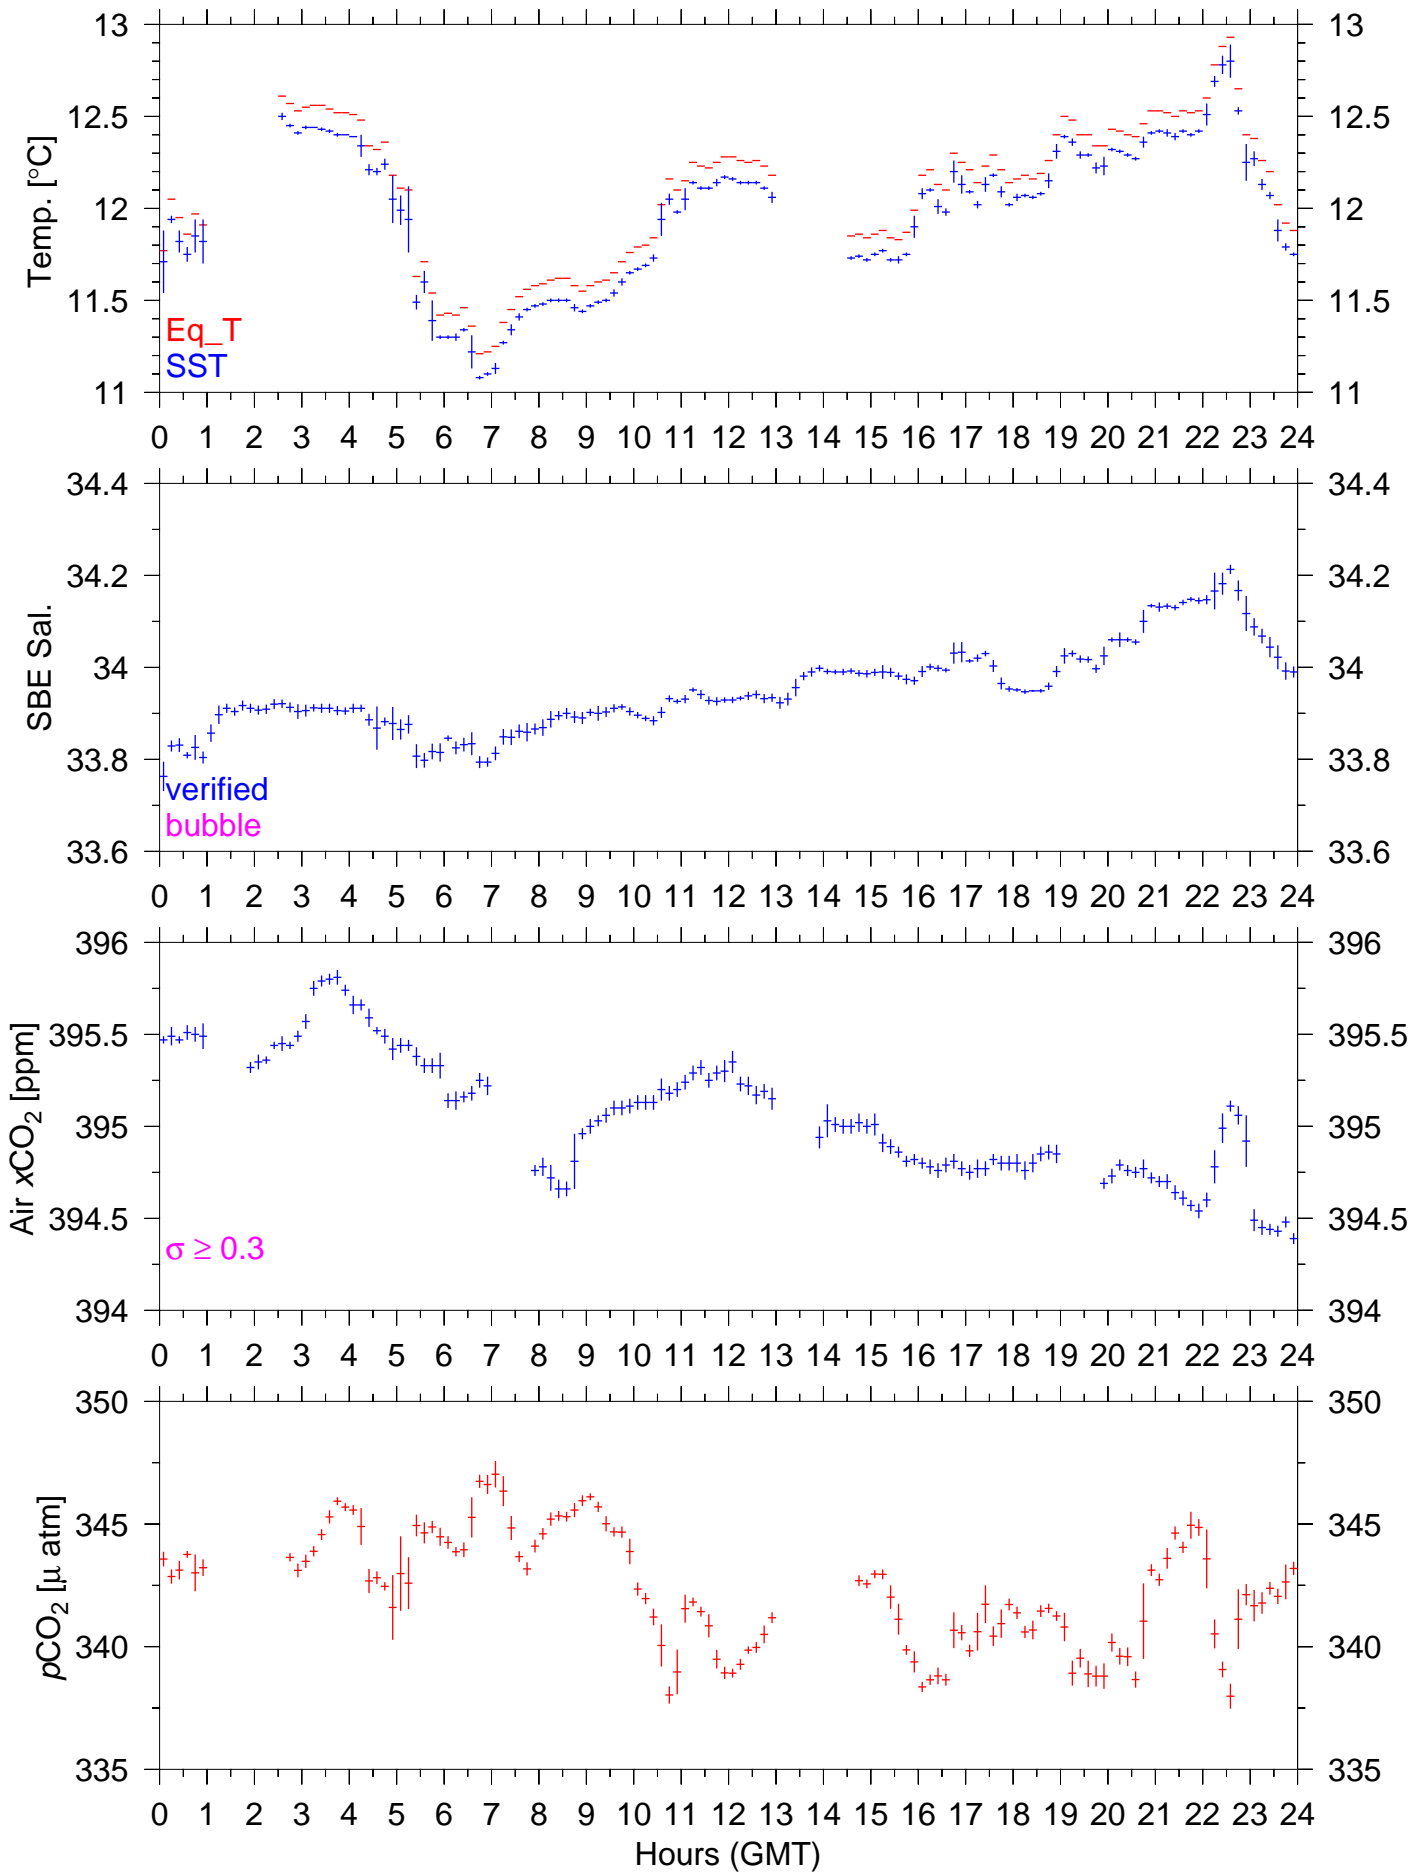 13 13
12.5 12.5
12 12
11.5 11.5
11 11
Temp. [°C]
Eq_T
SST
0 1 2 3 4 5 6 7 8 9 10 11 12 13 14 15 16 17 18 19 20 21 22 23 24
34.4 34.4
34.2 34.2
34 34
33.8 33.8
33.6 33.6
SBE Sal.
verified
bubble
0 1 2 3 4 5 6 7 8 9 10 11 12 13 14 15 16 17 18 19 20 21 22 23 24
396 396
395.5 395.5
395 395
394.5 394.5
394 394
Air xCO₂ [ppm]
σ ≥ 0.3
0 1 2 3 4 5 6 7 8 9 10 11 12 13 14 15 16 17 18 19 20 21 22 23 24
350 350
345 345
340 340
335 335
pCO₂ [μ atm]
0 1 2 3 4 5 6 7 8 9 10 11 12 13 14 15 16 17 18 19 20 21 22 23 24
Hours (GMT)